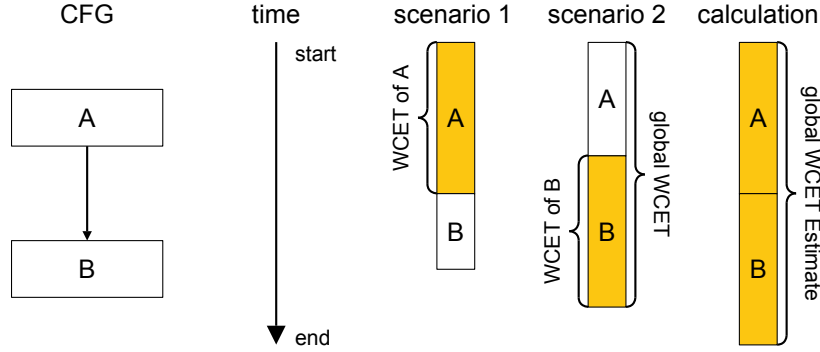 CFG
time
scenario 1
scenario 2
calculation
start
A
B
end
WCET of A
A
B
A
WCET of B
B
global WCET
A
B
global WCET Estimate